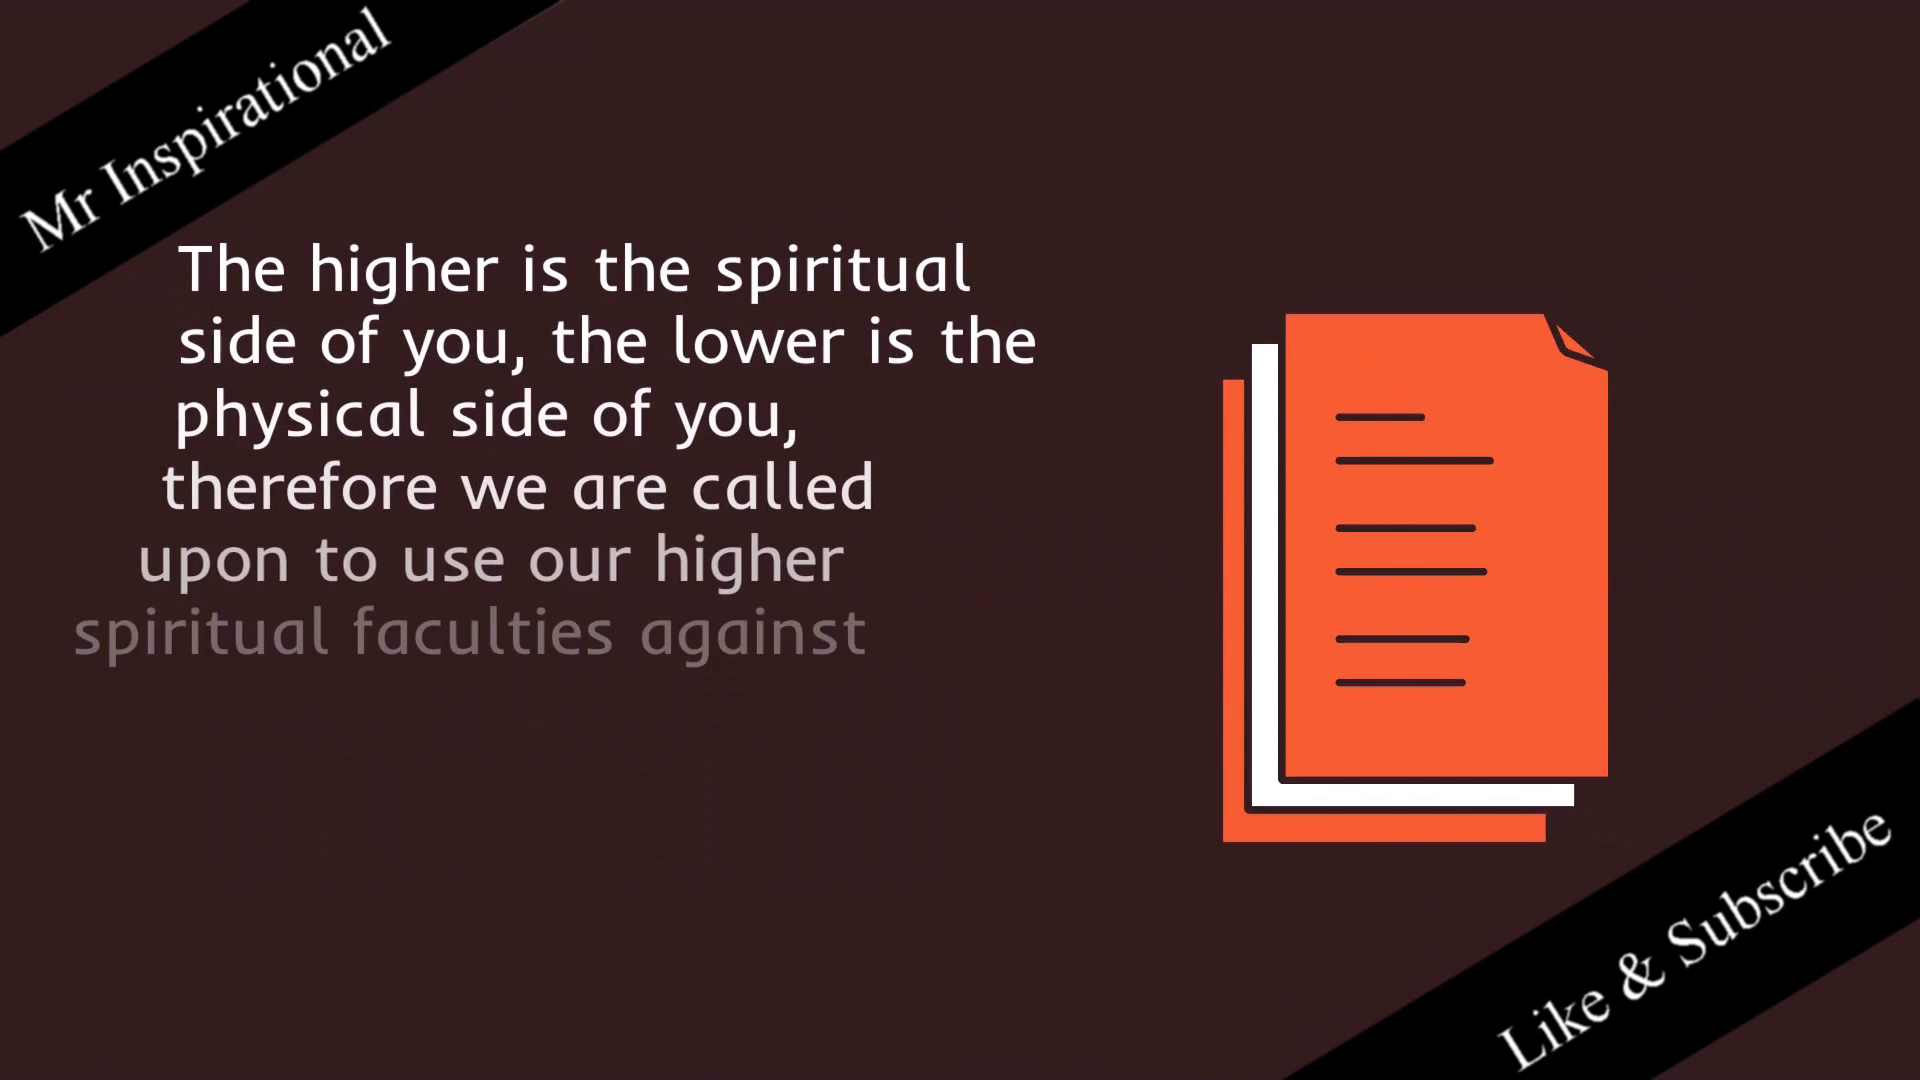 Mr Inspirational
The higher is the spiritual
side of you, the lower is the
physical side of you,
therefore we are called
upon to use our higher
spiritual faculties against
Like & Subscribe